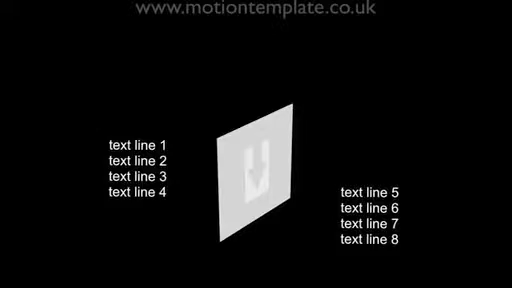 www.motiontemplate.co.uk
text line 1
text line 2
text line 3
text line 4
text line 5
text line 6
text line 7
text line 8